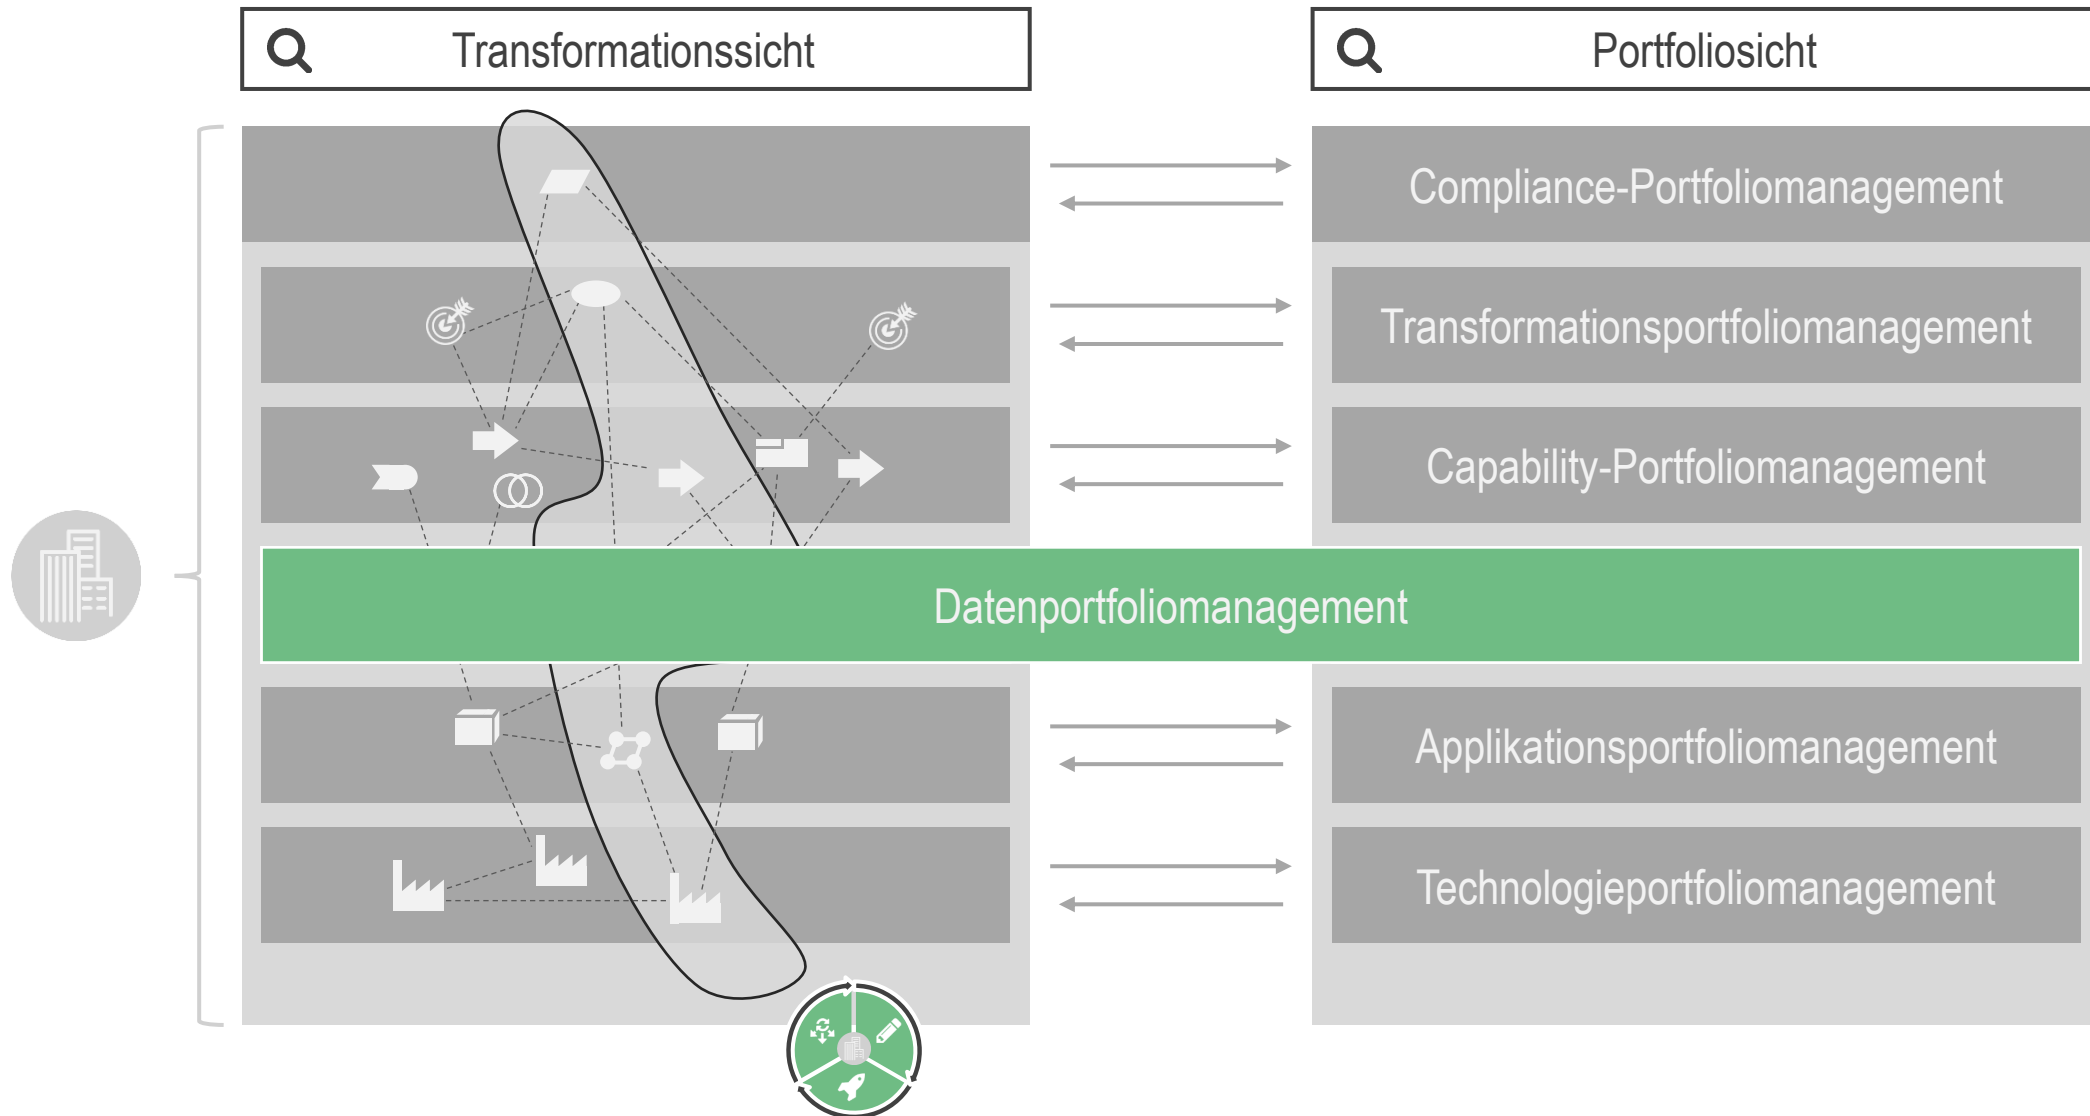 Transformationssicht
Portfoliosicht
Compliance-Portfoliomanagement
Transformationsportfoliomanagement
Capability-Portfoliomanagement
Datenportfoliomanagement
Applikationsportfoliomanagement
Technologieportfoliomanagement